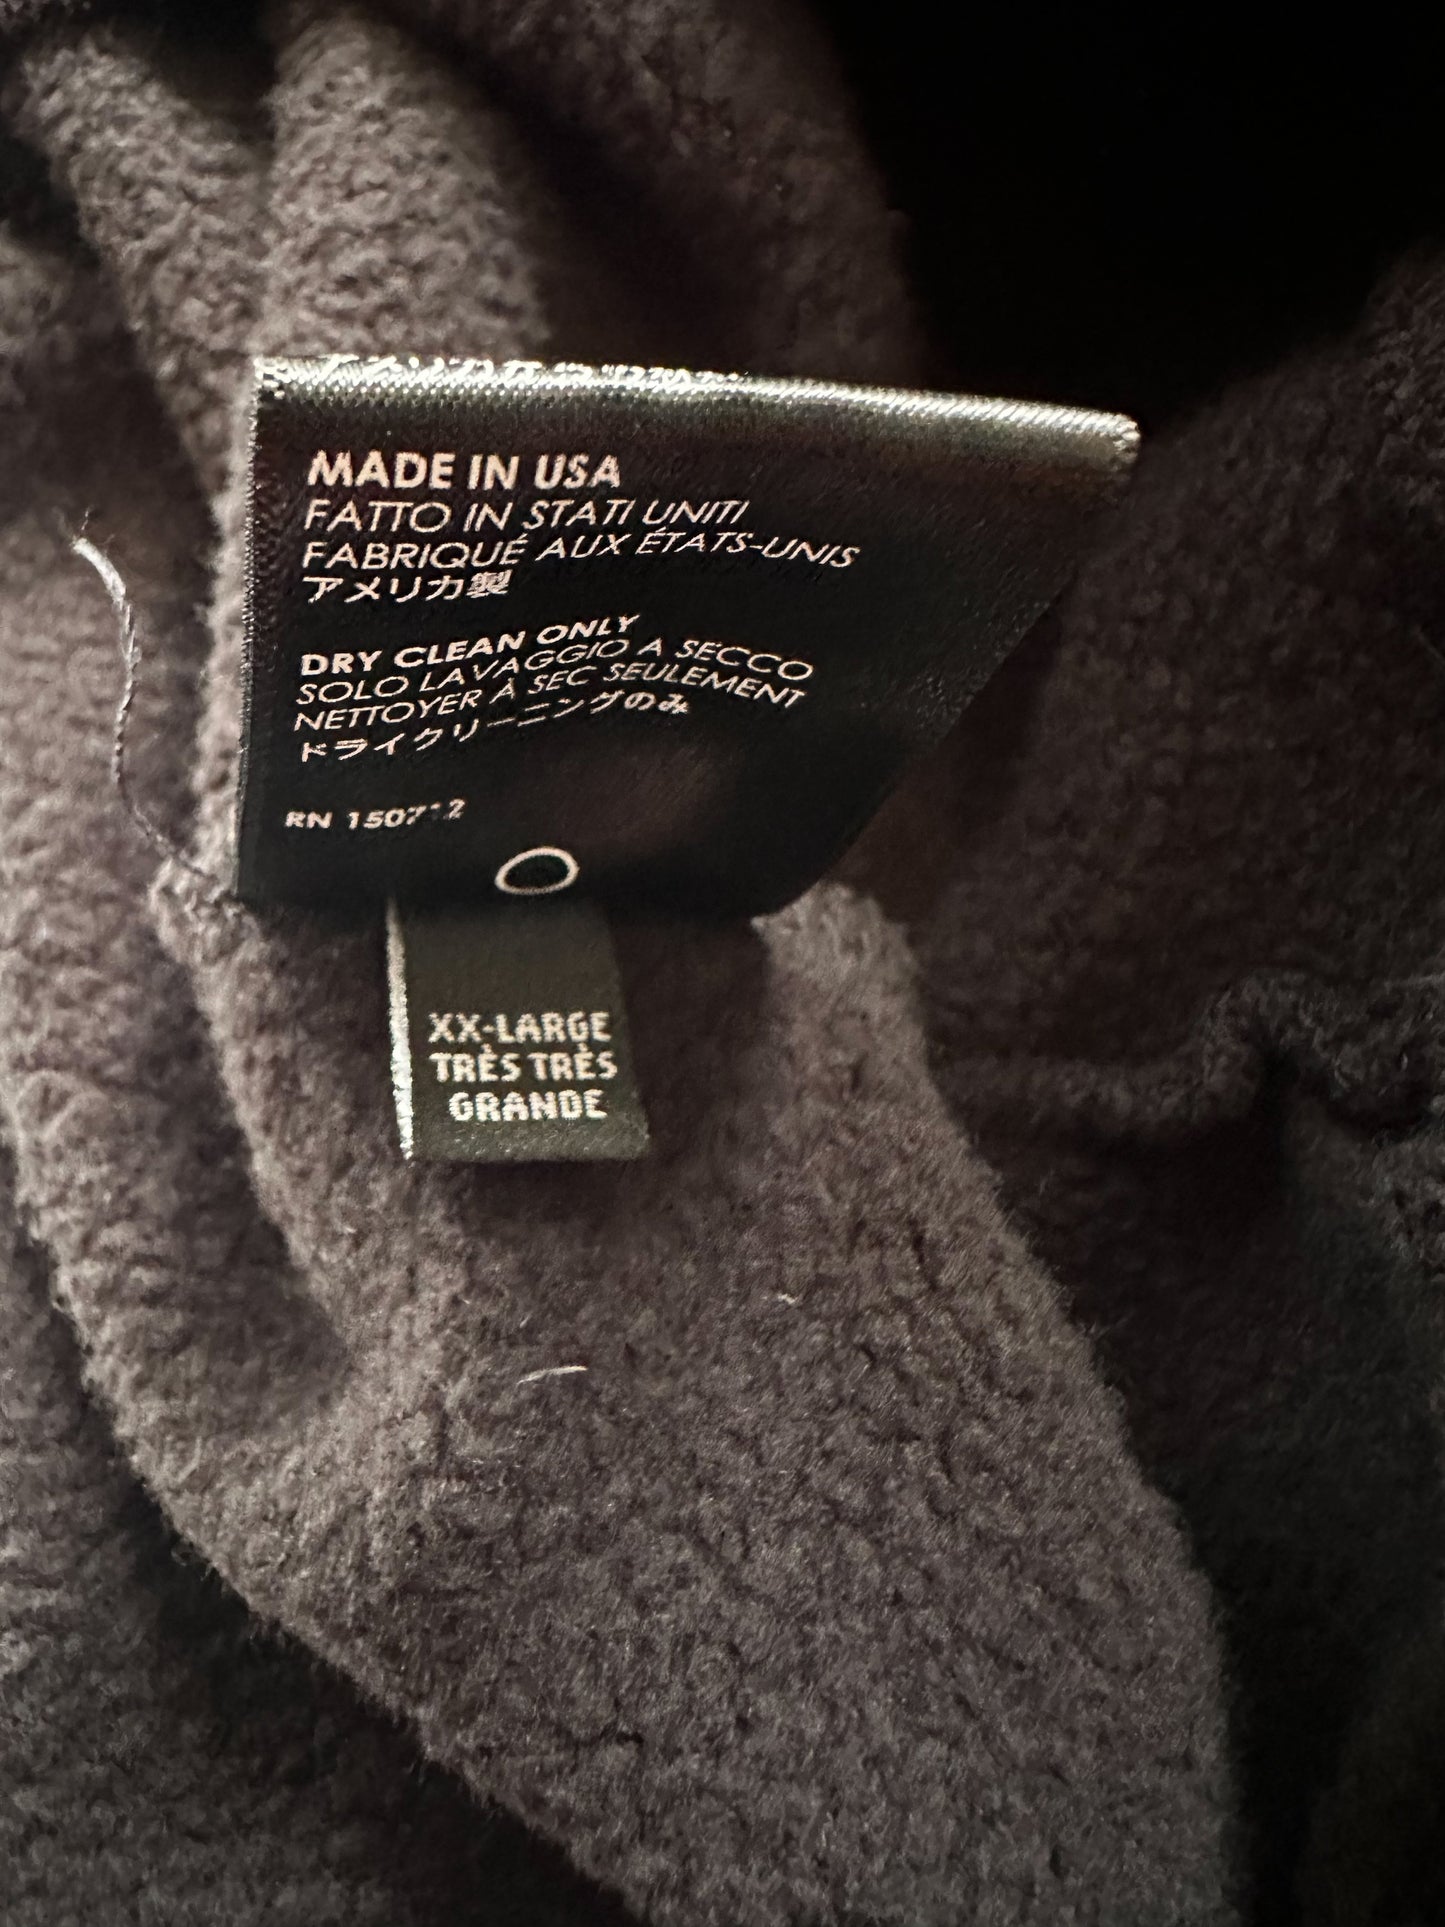 MADE IN USA
FATTO IN STATI UNITI
FABRIQUÉ AUX ÉTATS-UNIS
アメリカ製
DRY CLEAN ONLY
SOLO LAVAGGIO A SECCO
NETTOYER À SEC SEULEMENT
ドライクリーニングのみ
RN
XX-LARGE
TRÈS TRÈS
GRANDE